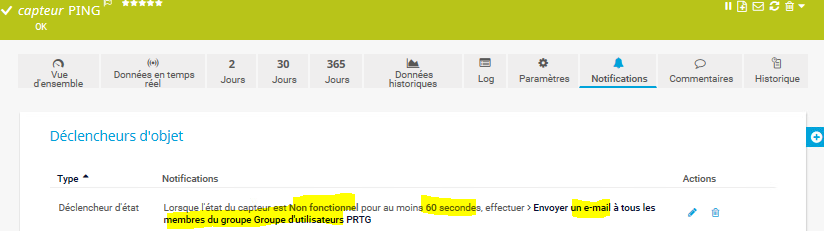 capteur PING
OK
Vue d'ensemble
Données en temps réel
2 Jours
30 Jours
365 Jours
Données historiques
Log
Paramètres
Notifications
Commentaires
Historique
Déclencheurs d'objet
Type Notifications Actions
Déclencheur d'état Lorsque l'état du capteur est Non fonctionnel pour au moins 60 secondes, effectuer > Envoyer un e-mail à tous les
membres du groupe Groupe d'utilisateurs PRTG